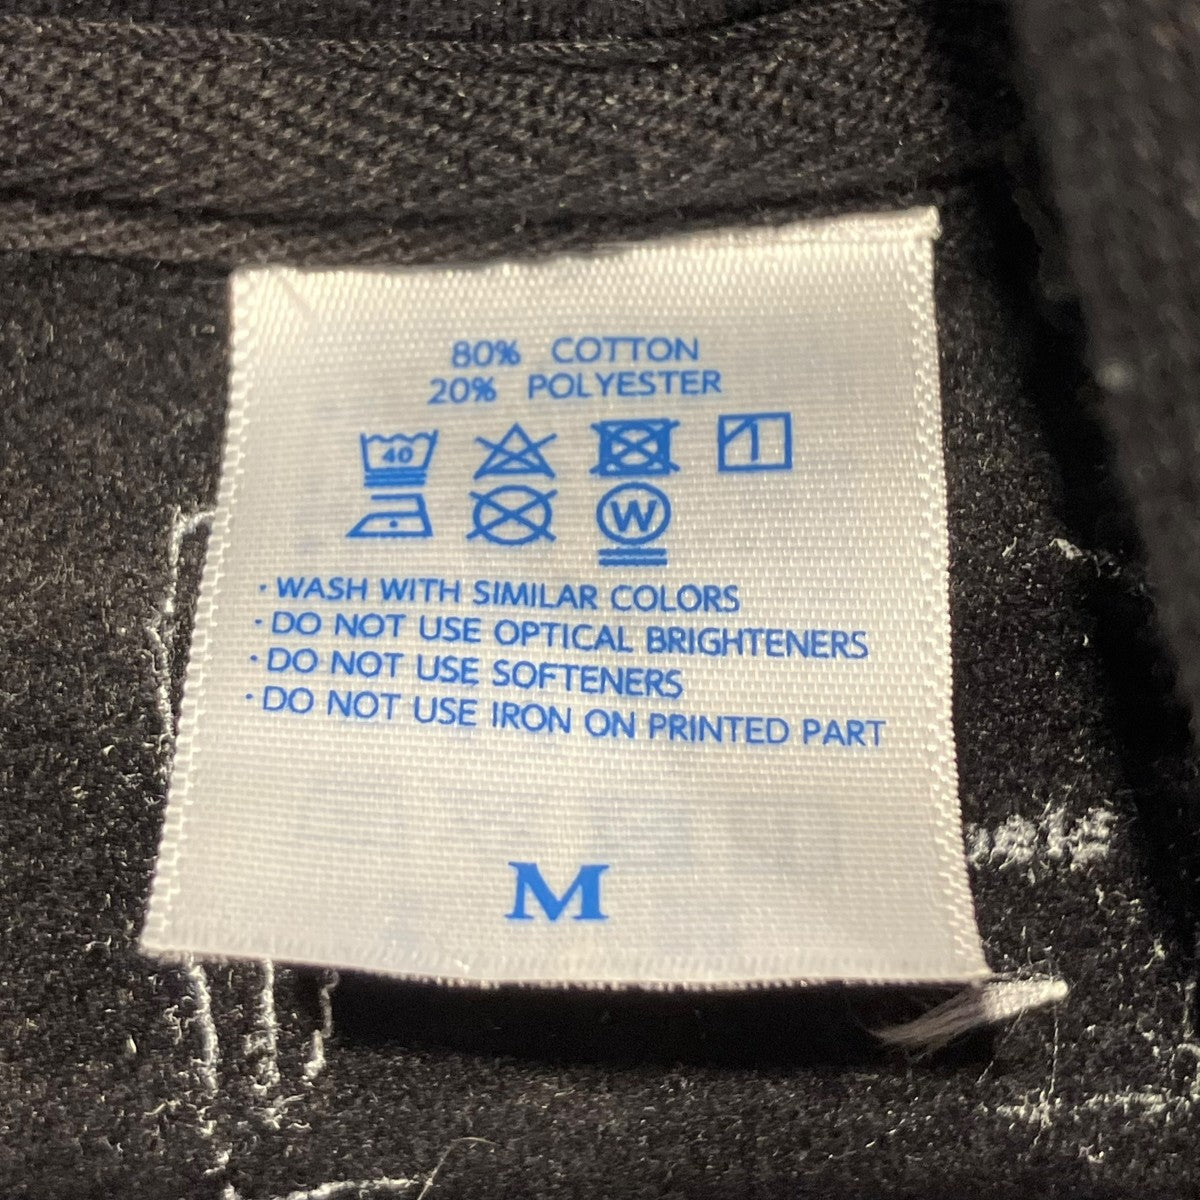 80% COTTON
20% POLYESTER
40
W
· WASH WITH SIMILAR COLORS
· DO NOT USE OPTICAL BRIGHTENERS
· DO NOT USE SOFTENERS
· DO NOT USE IRON ON PRINTED PART
M